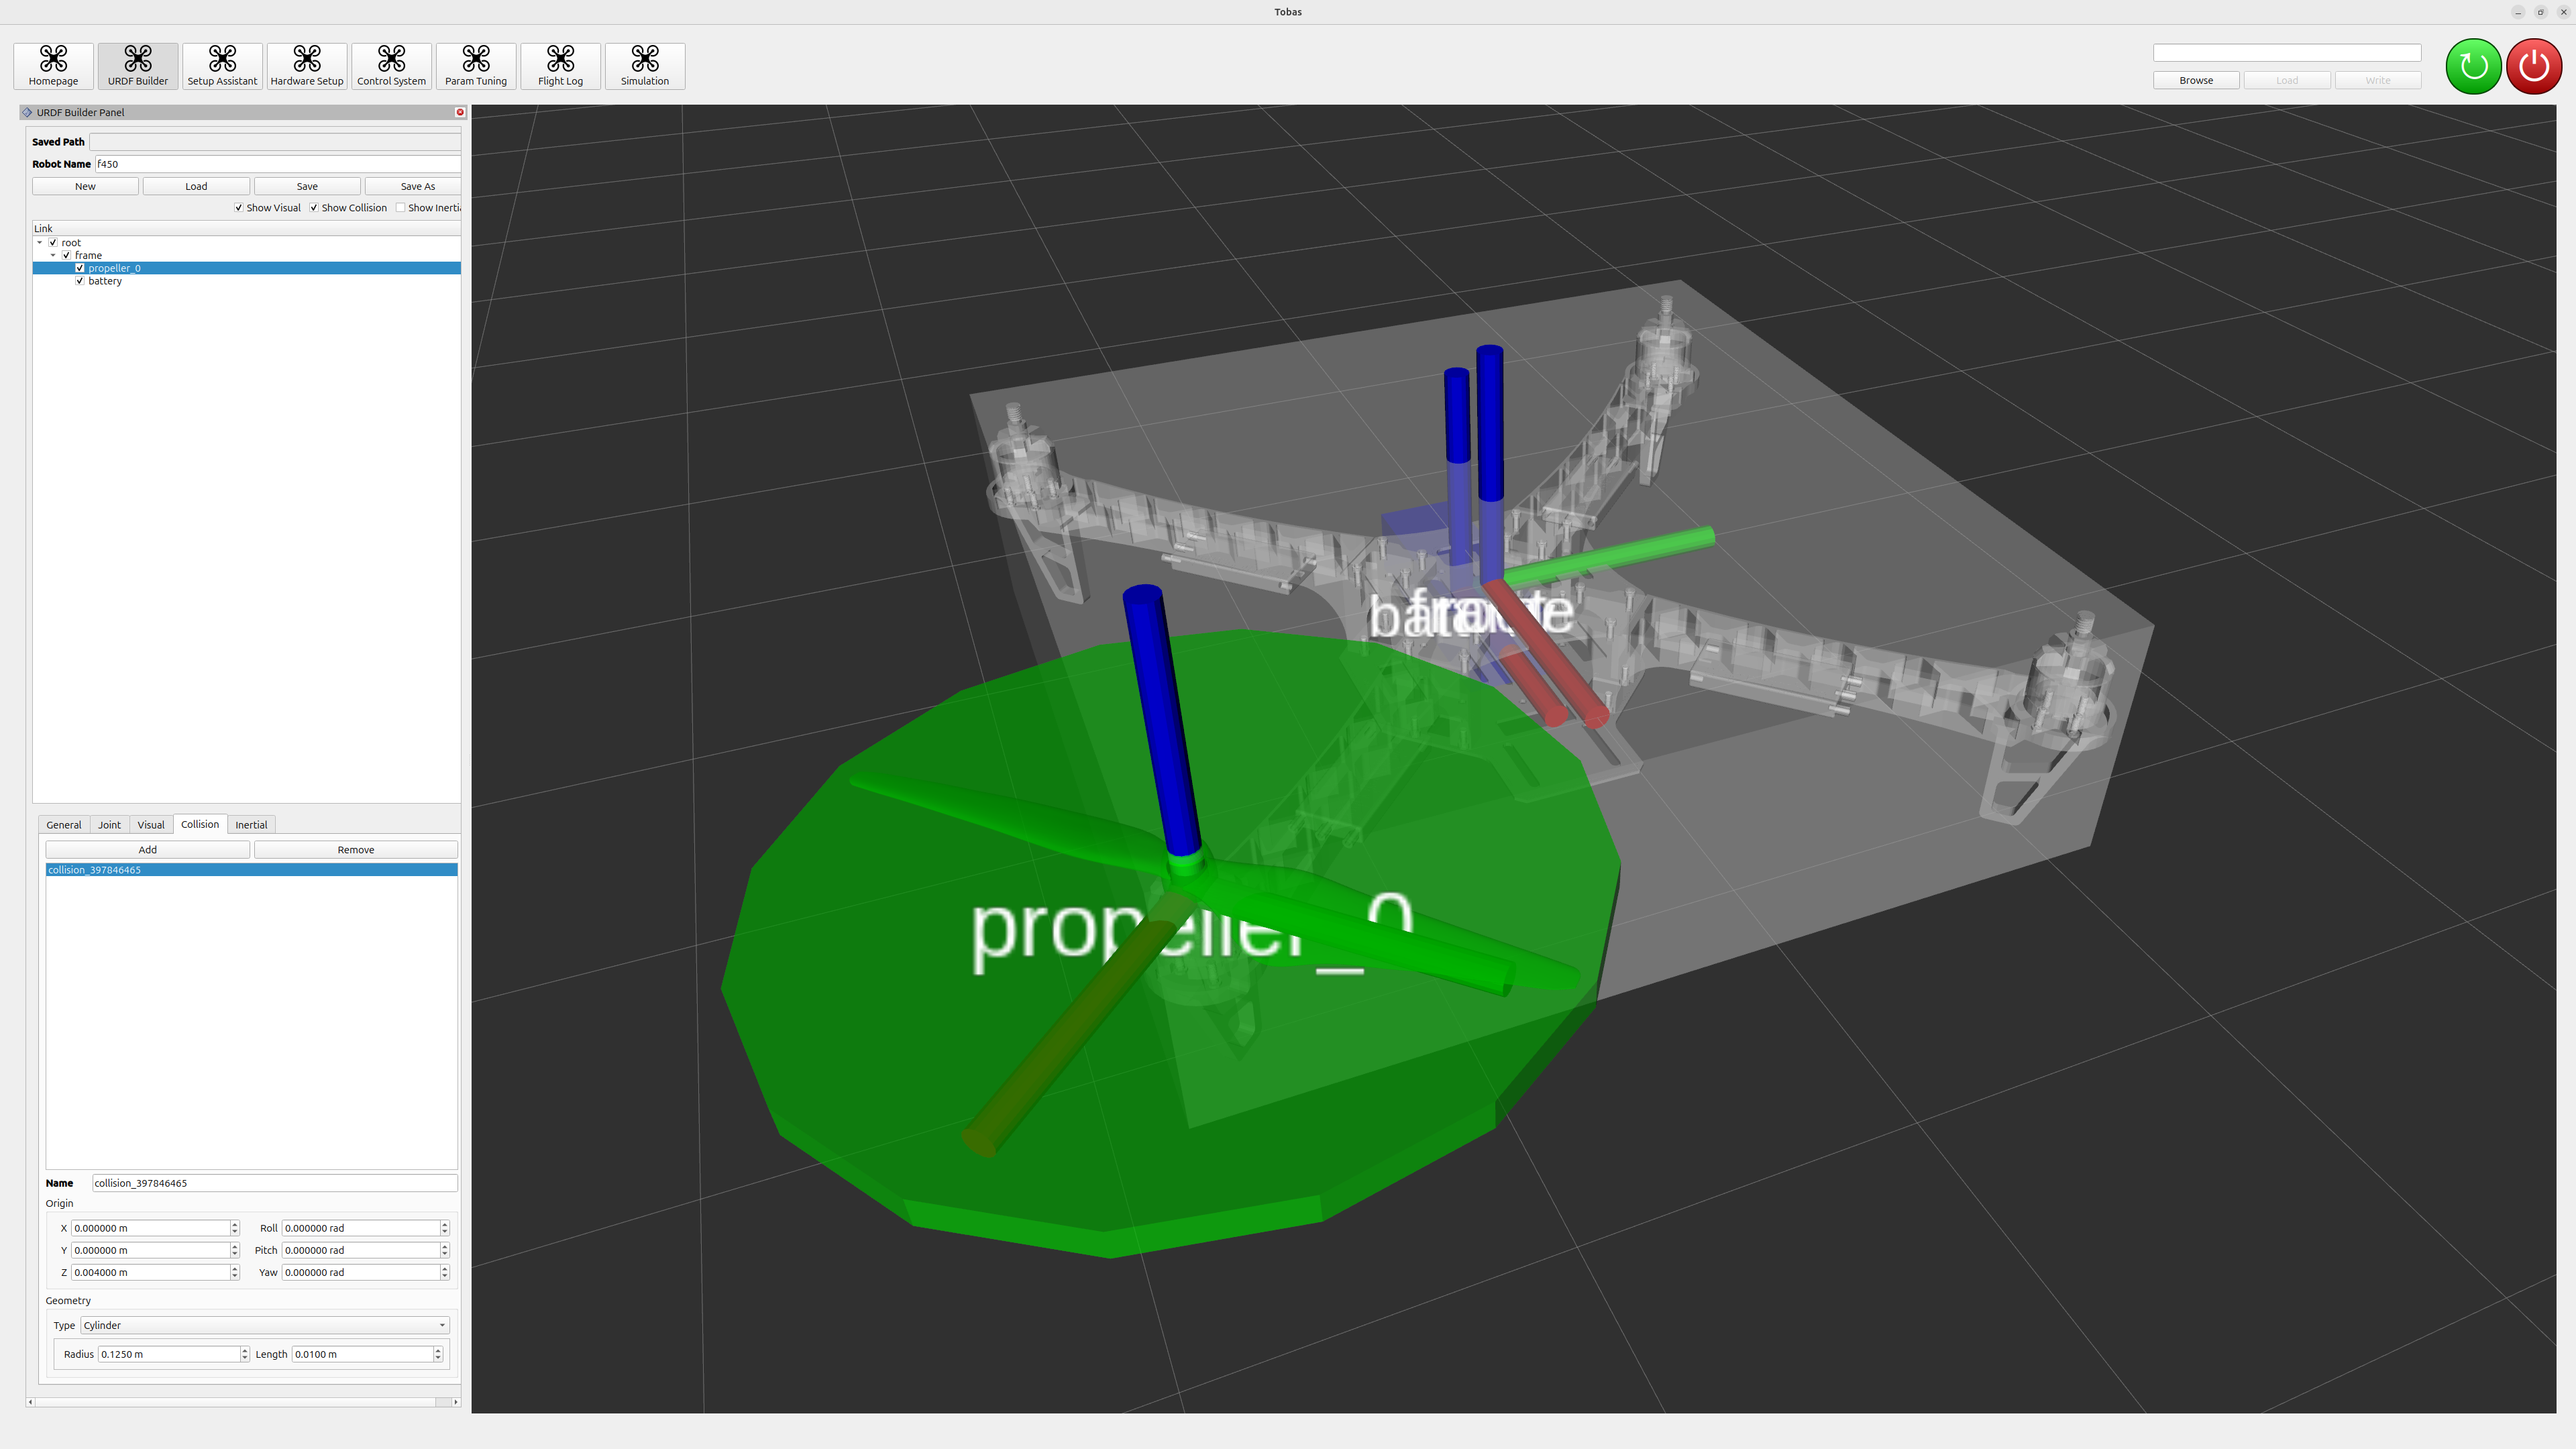 Tobas
Homepage
URDF Builder
Setup Assistant
Hardware Setup
Control System
Param Tuning
Flight Log
Simulation
Browse
Load
Write
URDF Builder Panel
Saved Path
Robot Name f450
New
Load
Save
Save As
Show Visual
Show Collision
Show Inerti
Link
root
frame
propeller_0
battery
General
Joint
Visual
Collision
Inertial
Add
Remove
collision_397846465
Name collision_397846465
Origin
X 0.000000 m Roll 0.000000 rad
Y 0.000000 m Pitch 0.000000 rad
Z 0.004000 m Yaw 0.000000 rad
Geometry
Type Cylinder
Radius 0.1250 m Length 0.0100 m
propeller_0